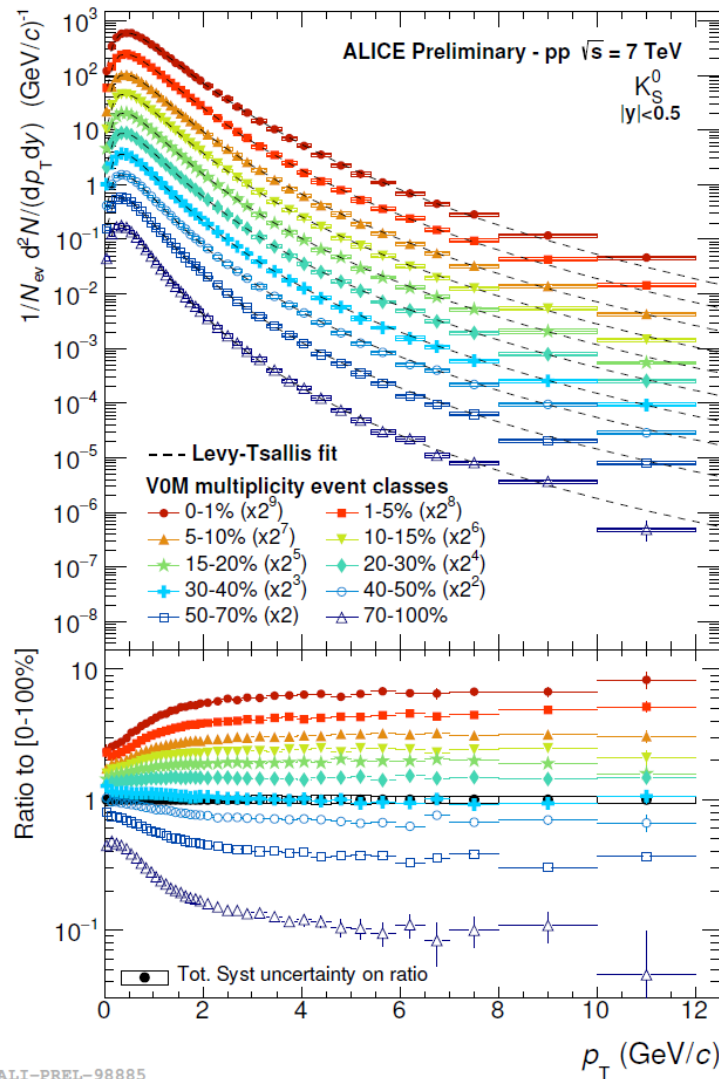 ALICE Preliminary - pp √s = 7 TeV
K⁰_S
|y|<0.5
1/N_ev d²N/(dp_T dy) (GeV/c)⁻¹
10³
10²
10
1
10⁻¹
10⁻²
10⁻³
10⁻⁴
10⁻⁵
10⁻⁶
10⁻⁷
10⁻⁸
--- Levy-Tsallis fit
V0M multiplicity event classes
0-1% (x2⁹) 1-5% (x2⁸)
5-10% (x2⁷) 10-15% (x2⁶)
15-20% (x2⁵) 20-30% (x2⁴)
30-40% (x2³) 40-50% (x2²)
50-70% (x2) 70-100%
Ratio to [0-100%]
10
1
10⁻¹
Tot. Syst uncertainty on ratio
0 2 4 6 8 10 12
p_T (GeV/c)
ALI-PREL-98885